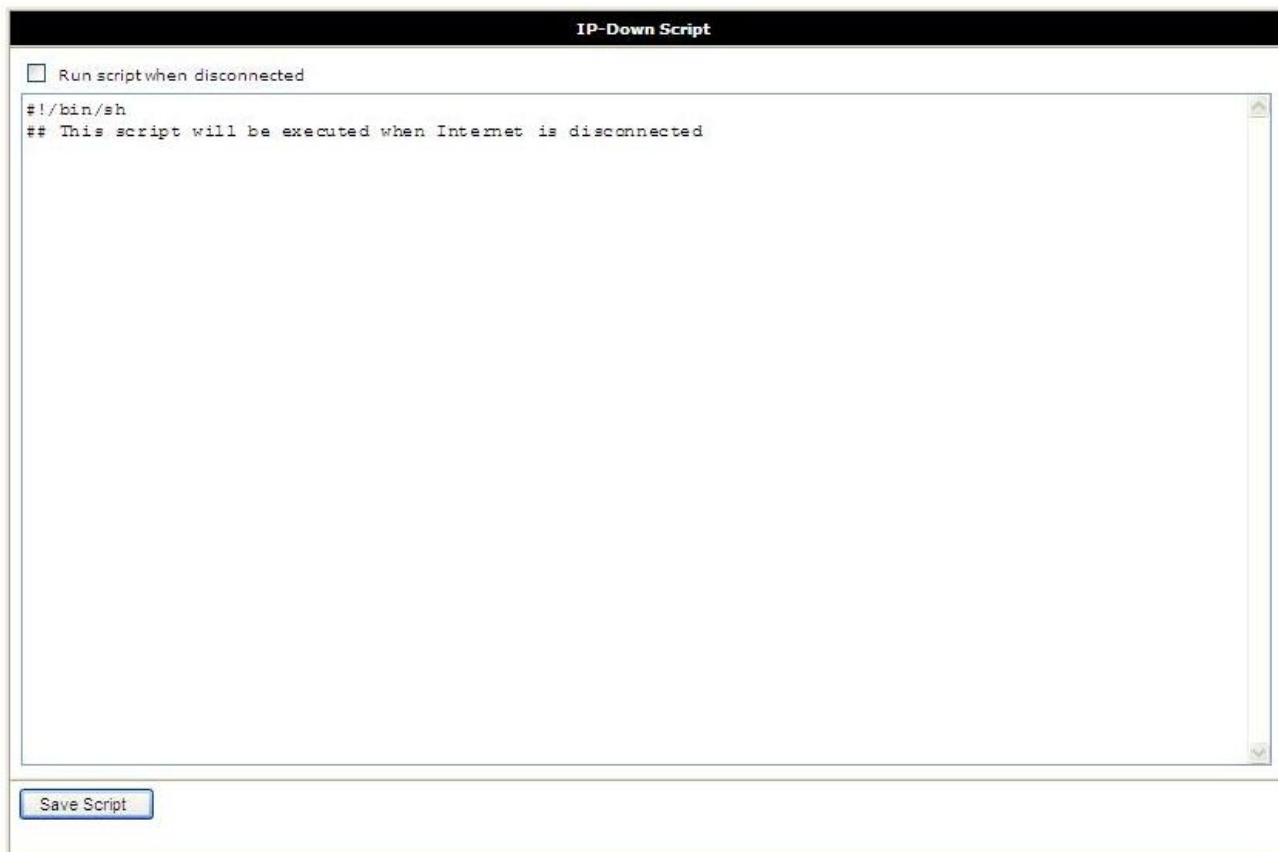 IP-Down Script
Run script when disconnected
#!/bin/sh
## This script will be executed when Internet is disconnected
Save Script